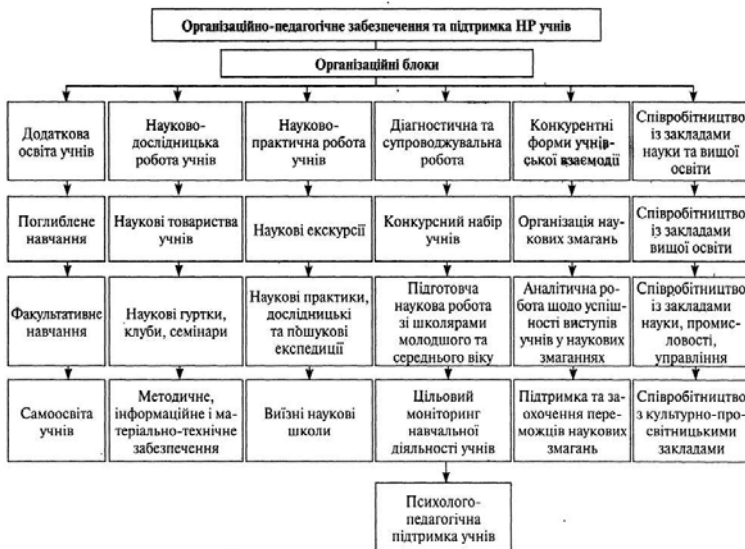 Організаційно-педагогічне забезпечення та підтримка НР учнів
Організаційні блоки
Додаткова
освіта учнів
Науково-
дослідницька
робота учнів
Науково-
практична робота
учнів
Діагностична та
супроводжувальна
робота
Конкурентні
форми учнів-
ської взаємодії
Співробітництво
із закладами
науки та вищої
освіти
Поглиблене
навчання
Наукові товариства
учнів
Наукові екскурсії
Конкурсний набір
учнів
Організація нау-
кових змагань
Співробітництво
із закладами
вищої освіти
Факультативне
навчання
Наукові гуртки,
клуби, семінари
Наукові практики,
дослідницькі
та пошукові
експедиції
Підготовча
наукова робота
зі школярами
молодшого та
середнього віку
Аналітична ро-
бота щодо успіш-
ності виступів
учнів у наукових
змаганнях
Співробітництво
із закладами
науки, промис-
ловості,
управління
Самоосвіта
учнів
Методичне,
інформаційне і ма-
теріально-технічне
забезпечення
Виїзні наукові
школи
Цільовий
моніторинг
навчальної
діяльності учнів
Підтримка та за-
охочення пере-
можців наукових
змагань
Співробітництво
з культурно-про-
світницькими
закладами
Психолого-
педагогічна
підтримка учнів